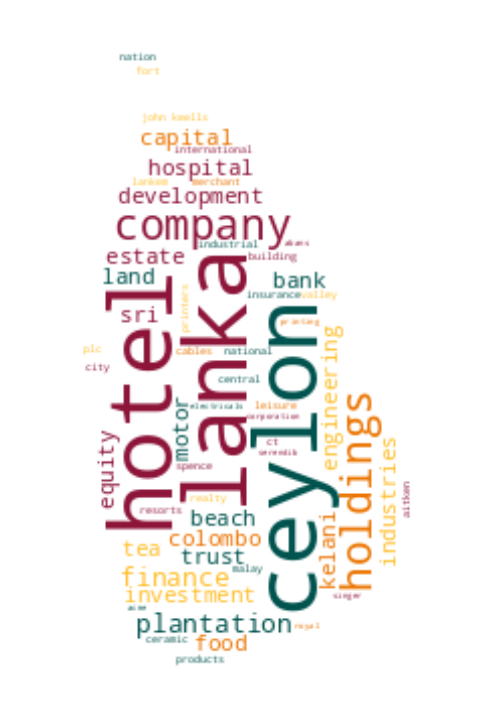 nation
fort
john keells
capital
international
hospital
lankem merchant
development
company
industrial abans
estate building
land bank
hotel
lanka
ceylon
insurance valley
sri
printers
printing
engineering
plc cables national
city
central
motor
electricals leisure
corporation
holdings
equity
ct
serendib
industries
spence
aitken
realty
resorts beach
kelani
colombo
tea trust
malay
finance
investment singer
acme
plantation royal
ceramic food
products